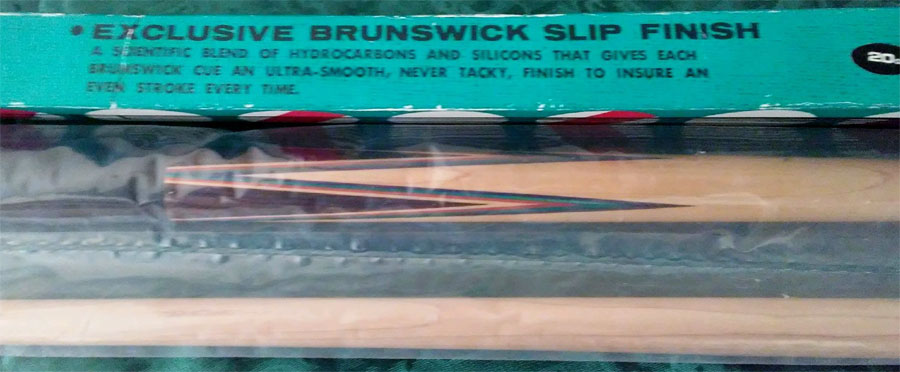 • EXCLUSIVE BRUNSWICK SLIP FINISH
A SCIENTIFIC BLEND OF HYDROCARBONS AND SILICONS THAT GIVES EACH
BRUNSWICK CUE AN ULTRA-SMOOTH, NEVER TACKY, FINISH TO INSURE AN
EVEN STROKE EVERY TIME.